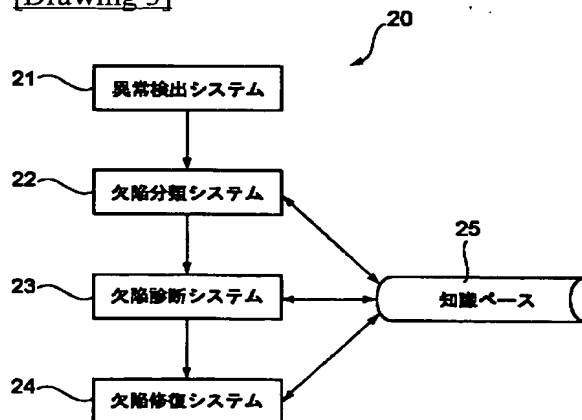 [Drawing 3]
20
21
異常検出システム
22
欠陥分類システム
25
23
欠陥診断システム
知識ベース
24
欠陥修復システム